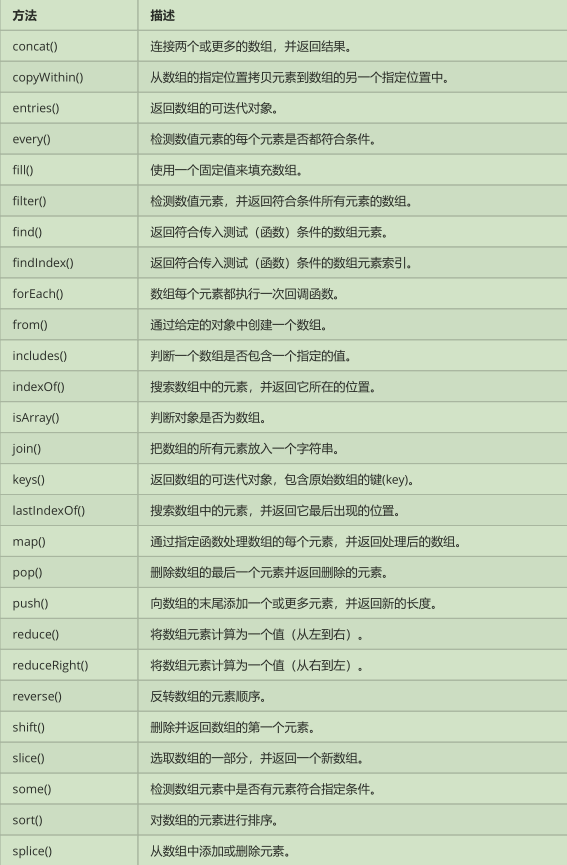 方法 描述
concat() 连接两个或更多的数组，并返回结果。
copyWithin() 从数组的指定位置拷贝元素到数组的另一个指定位置中。
entries() 返回数组的可迭代对象。
every() 检测数值元素的每个元素是否都符合条件。
fill() 使用一个固定值来填充数组。
filter() 检测数值元素，并返回符合条件所有元素的数组。
find() 返回符合传入测试（函数）条件的数组元素。
findIndex() 返回符合传入测试（函数）条件的数组元素索引。
forEach() 数组每个元素都执行一次回调函数。
from() 通过给定的对象中创建一个数组。
includes() 判断一个数组是否包含一个指定的值。
indexOf() 搜索数组中的元素，并返回它所在的位置。
isArray() 判断对象是否为数组。
join() 把数组的所有元素放入一个字符串。
keys() 返回数组的可迭代对象，包含原始数组的键(key)。
lastIndexOf() 搜索数组中的元素，并返回它最后出现的位置。
map() 通过指定函数处理数组的每个元素，并返回处理后的数组。
pop() 删除数组的最后一个元素并返回删除的元素。
push() 向数组的末尾添加一个或更多元素，并返回新的长度。
reduce() 将数组元素计算为一个值（从左到右）。
reduceRight() 将数组元素计算为一个值（从右到左）。
reverse() 反转数组的元素顺序。
shift() 删除并返回数组的第一个元素。
slice() 选取数组的一部分，并返回一个新数组。
some() 检测数组元素中是否有元素符合指定条件。
sort() 对数组的元素进行排序。
splice() 从数组中添加或删除元素。